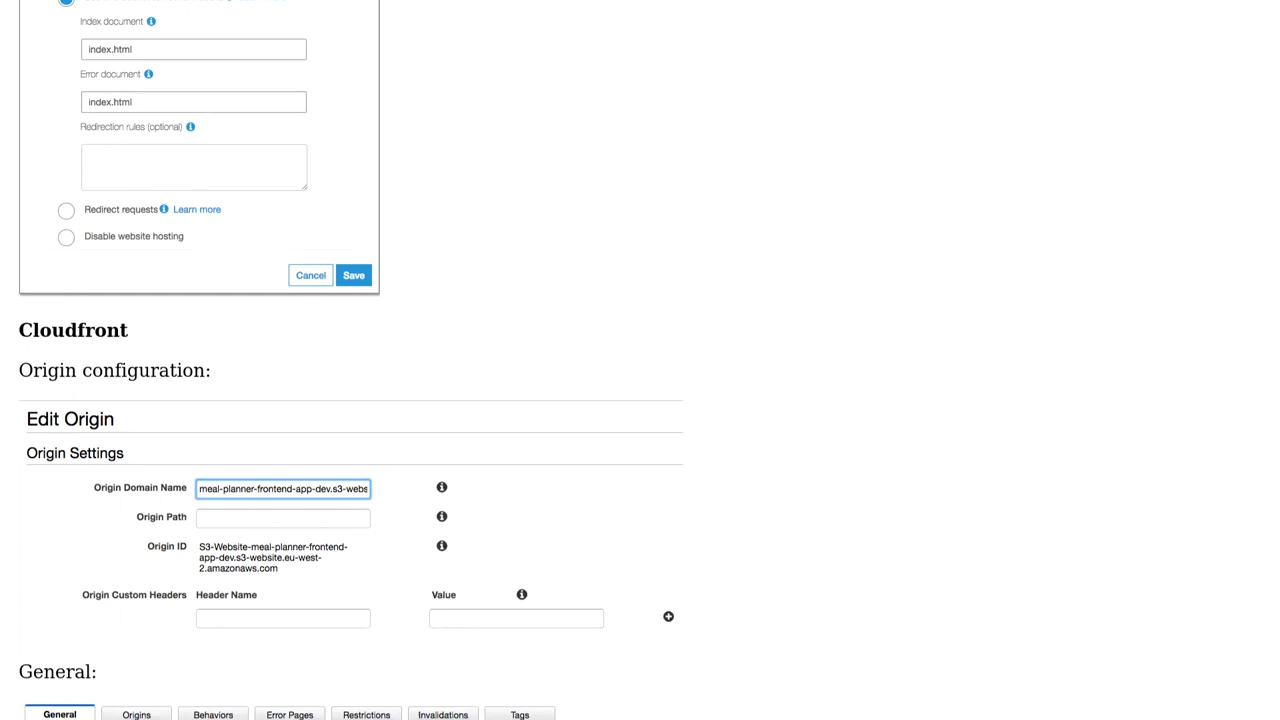 Index document
index.html
Error document
index.html
Redirection rules (optional)
Redirect requests Learn more
Disable website hosting
Cancel Save
Cloudfront
Origin configuration:
Edit Origin
Origin Settings
Origin Domain Name meal-planner-frontend-app-dev.s3-webs
Origin Path
Origin ID S3-Website-meal-planner-frontend-
app-dev.s3-website.eu-west-
2.amazonaws.com
Origin Custom Headers Header Name Value
General:
General Origins Behaviors Error Pages Restrictions Invalidations Tags